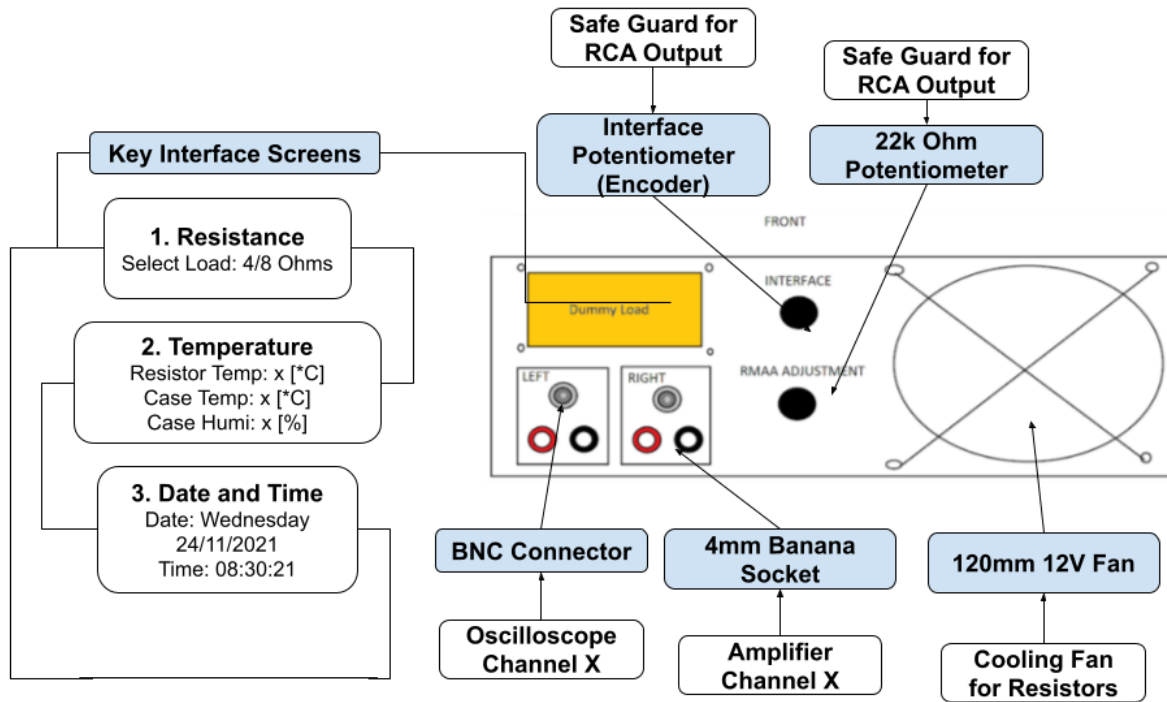 Safe Guard for
RCA Output
Safe Guard for
RCA Output
Key Interface Screens
Interface
Potentiometer
(Encoder)
22k Ohm
Potentiometer
1. Resistance
Select Load: 4/8 Ohms
2. Temperature
Resistor Temp: x [*C]
Case Temp: x [*C]
Case Humi: x [%]
3. Date and Time
Date: Wednesday
24/11/2021
Time: 08:30:21
FRONT
INTERFACE
Dummy Load
LEFT
RIGHT
RMAA ADJUSTMENT
BNC Connector
4mm Banana
Socket
120mm 12V Fan
Oscilloscope
Channel X
Amplifier
Channel X
Cooling Fan
for Resistors